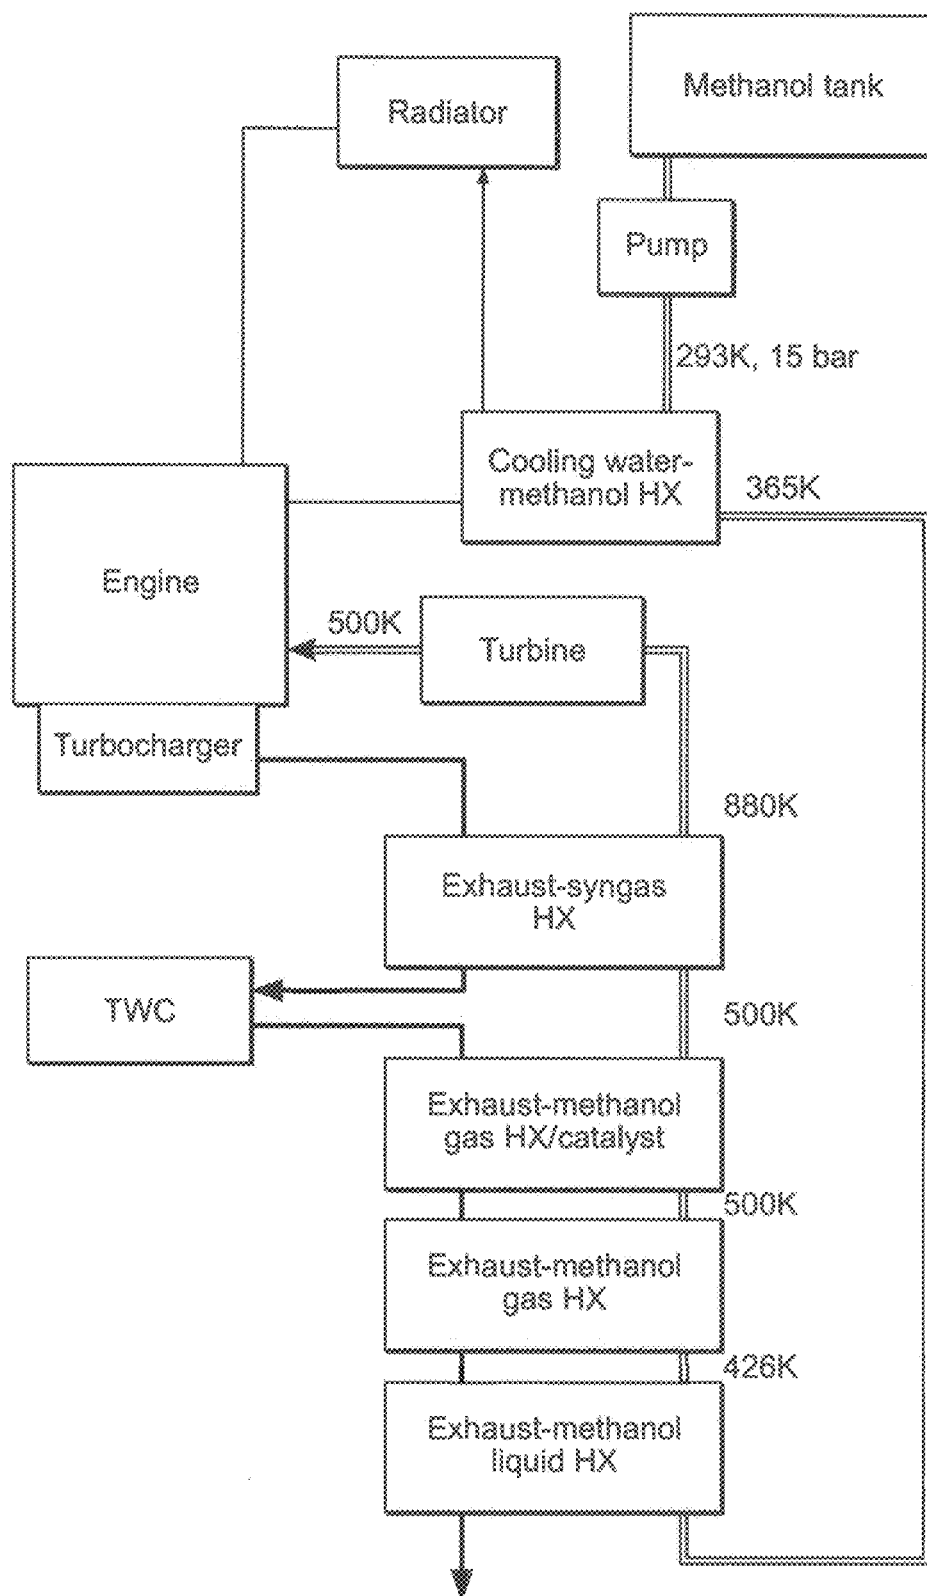 Methanol tank
Radiator
Pump
293K, 15 bar
Cooling water-
methanol HX
365K
Engine
500K
Turbine
Turbocharger
880K
Exhaust-syngas
HX
TWC
500K
Exhaust-methanol
gas HX/catalyst
500K
Exhaust-methanol
gas HX
426K
Exhaust-methanol
liquid HX